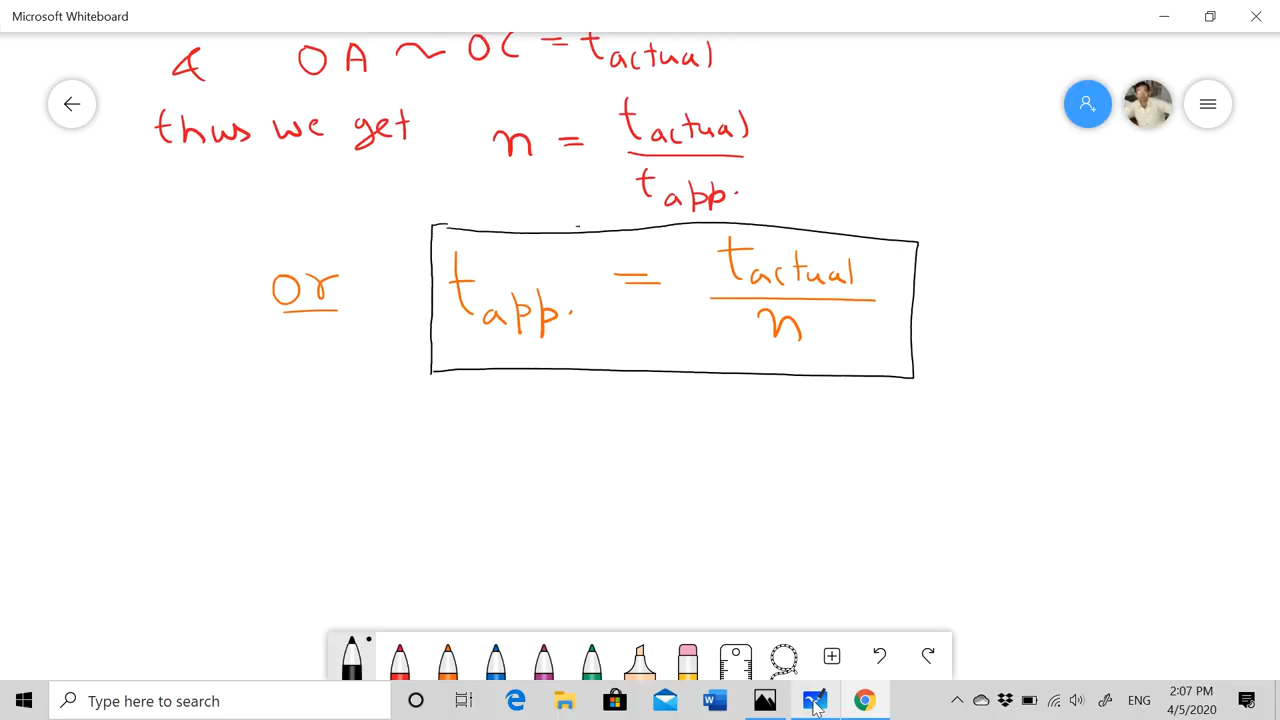 Microsoft Whiteboard
& OA ~ OC = tactual
thus we get n = tactual
tapp.
or tapp. = tactual
n
Type here to search
ENG
2:07 PM
4/5/2020